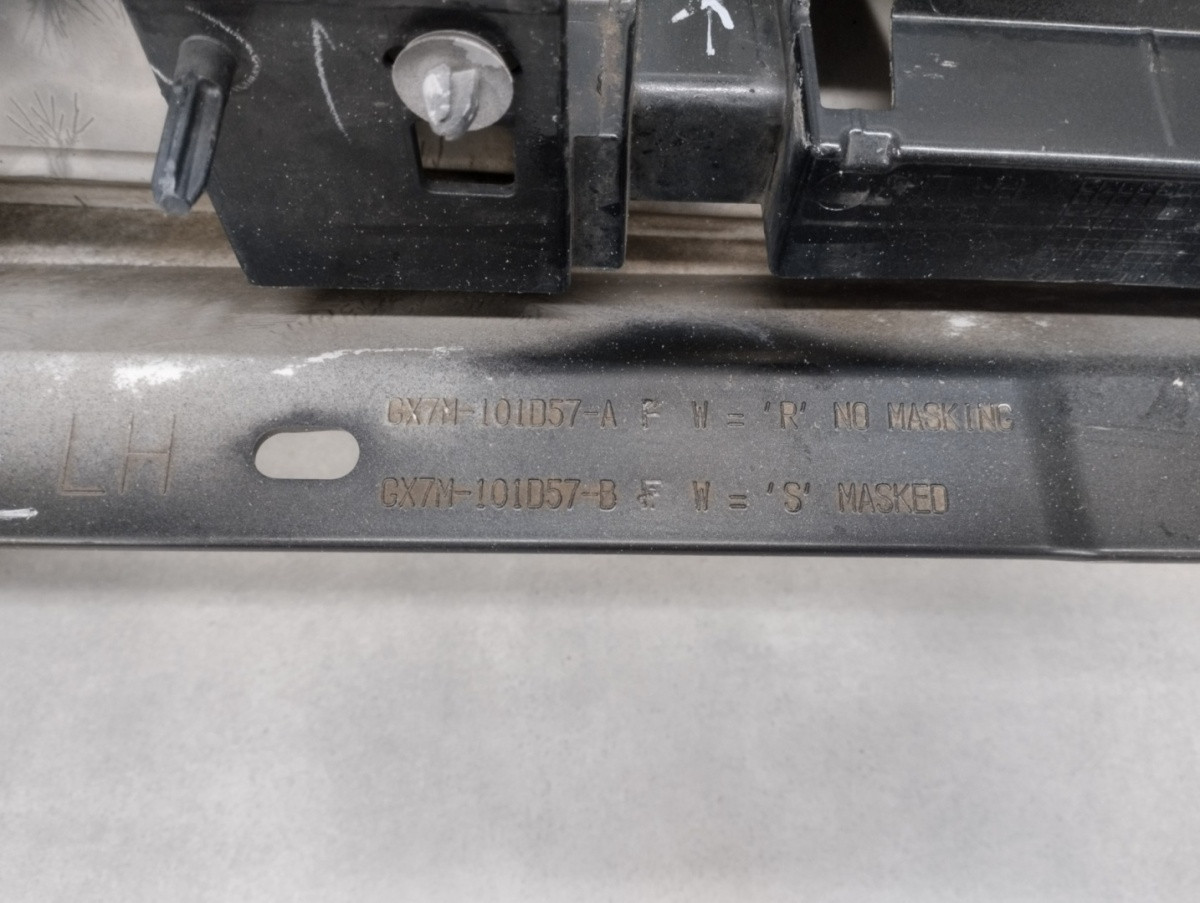 GX7M-101D57-A F W = 'R' NO MASKING
LH
GX7M-101D57-B F W = 'S' MASKED